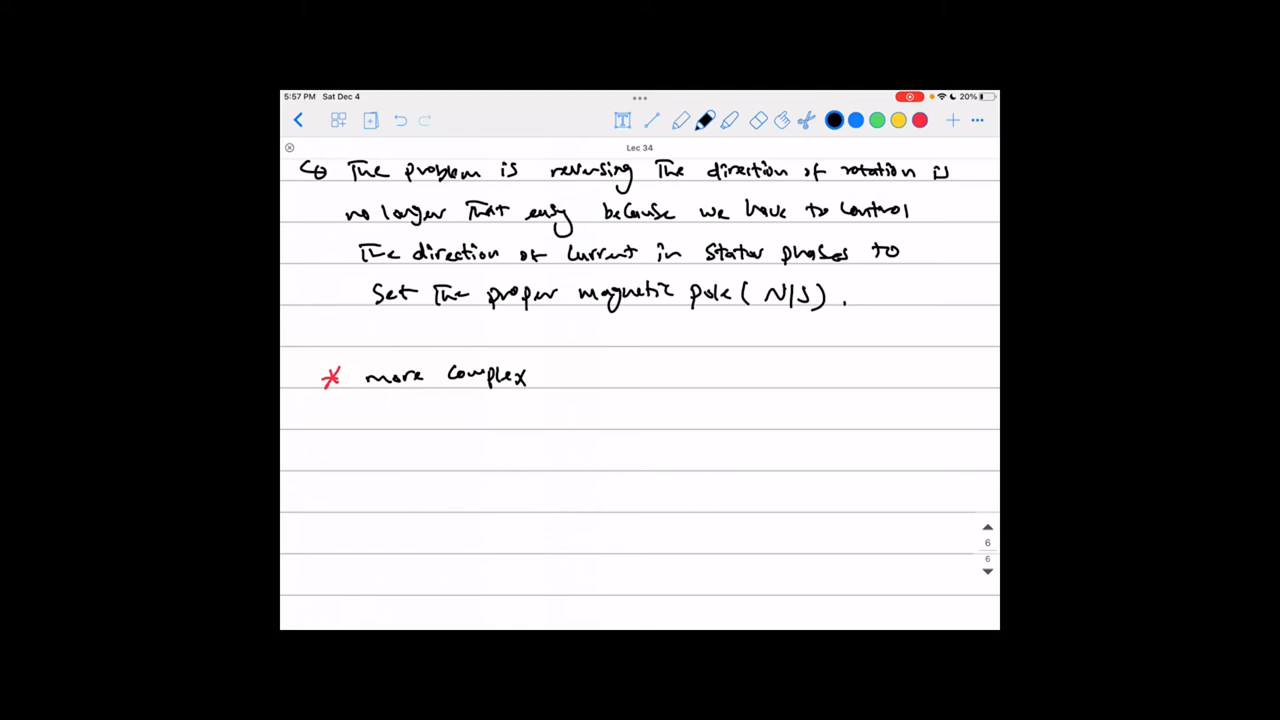 5:57 PM Sat Dec 4 20%
Lec 34
The problem is reversing The direction of rotation is
no longer That easy because we have to control
The direction of current in stator phases to
set The proper magnetic pole ( N/S ) .
* more complex
6
6